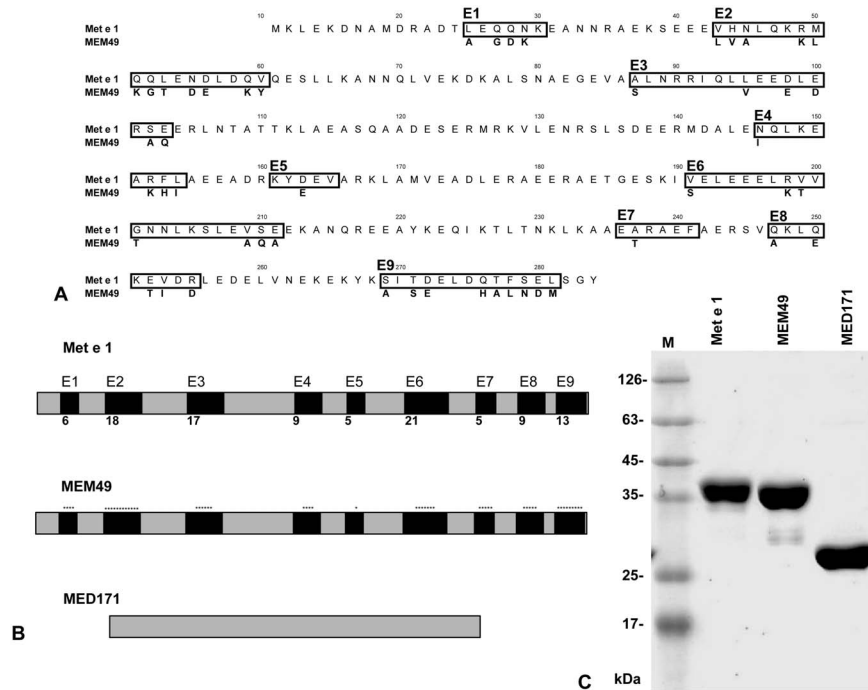 E1 E2
10 20 30 40 50
Met e 1 M K L E K D N A M D R A D T L E Q Q N K E A N N R A E K S E E E V H N L Q K R M
MEM49 A G D K L V A K L
E3
60 70 80 90 100
Met e 1 Q Q L E N D L D Q V Q E S L L K A N N Q L V E K D K A L S N A E G E V A A L N R R I Q L L E E D L E
MEM49 K G T D E K Y S V E D
E4
110 120 130 140 150
Met e 1 R S E E R L N T A T T K L A E A S Q A A D E S E R M R K V L E N R S L S D E E R M D A L E N Q L K E
MEM49 A Q I
E5 E6
160 170 180 190 200
Met e 1 A R F L A E E A D R K Y D E V A R K L A M V E A D L E R A E E R A E T G E S K I V E L E E E L R V V
MEM49 K H I E S K T
E7 E8
210 220 230 240 250
Met e 1 G N N L K S L E V S E E K A N Q R E E A Y K E Q I K T L T N K L K A A E A R A E F A E R S V Q K L Q
MEM49 T A Q A T A E
E9
260 270 280
Met e 1 K E V D R L E D E L V N E K E K Y K S I T D E L D Q T F S E L S G Y
MEM49 T I D A S E H A L N D M
A
Met e 1
E1 E2 E3 E4 E5 E6 E7 E8 E9
6 18 17 9 5 21 5 9 13
MEM49
MED171
B
M Met e 1 MEM49 MED171
126-
63-
45-
35-
25-
17-
C kDa